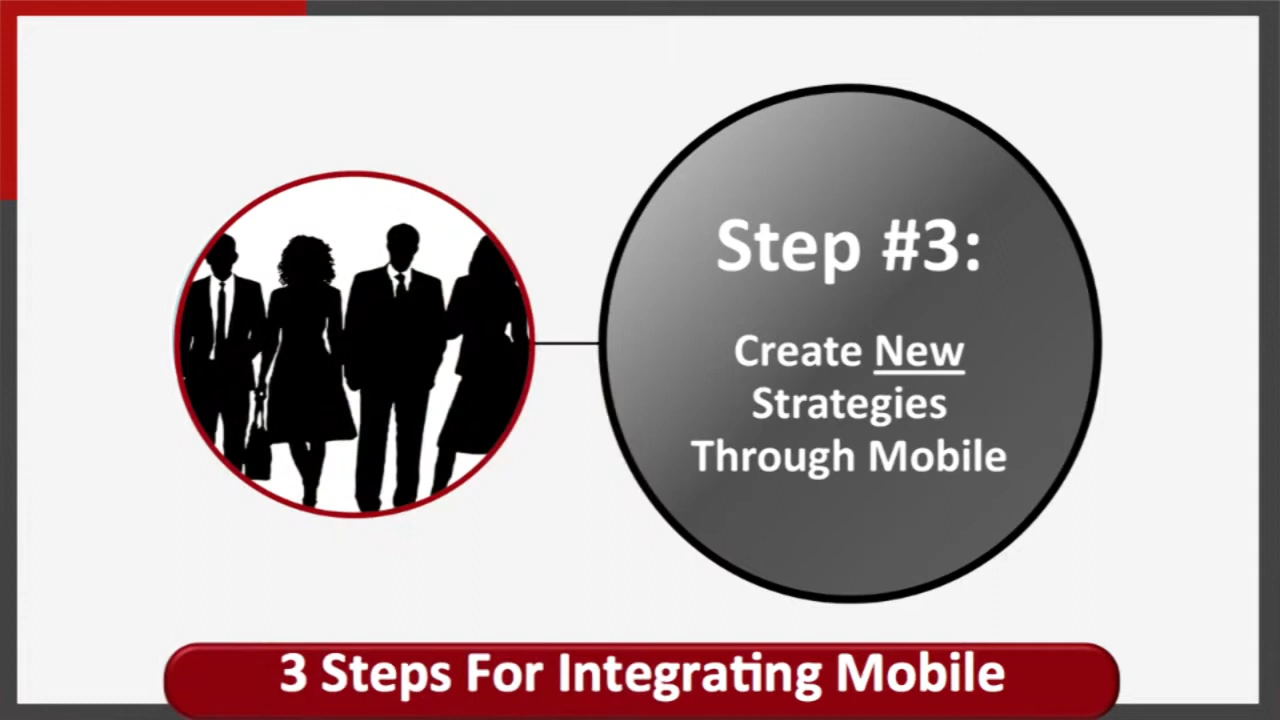 Step #3:
Create New
Strategies
Through Mobile
3 Steps For Integrating Mobile